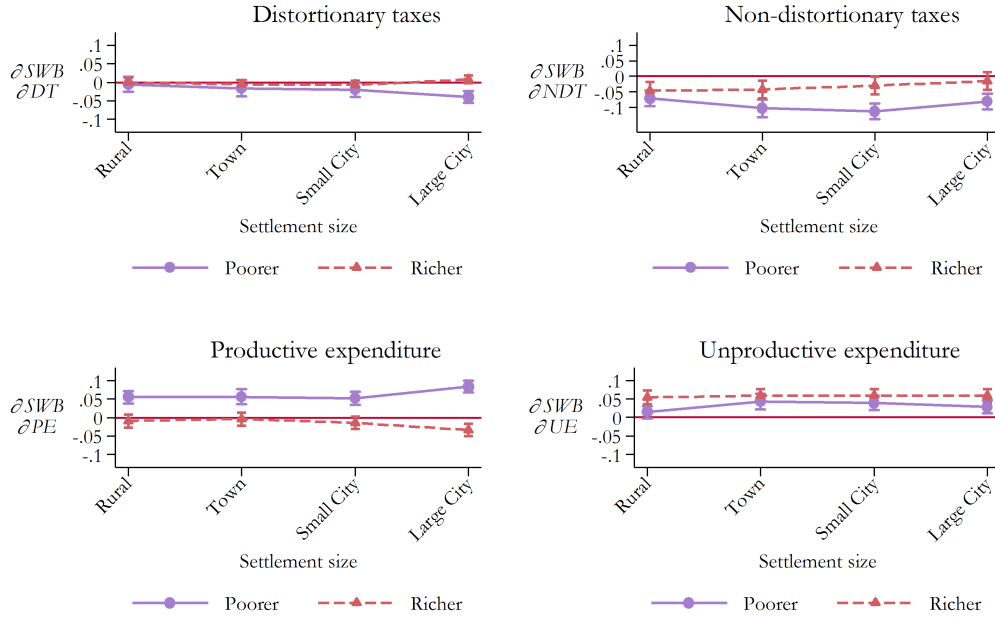 Distortionary taxes
.1
.05
0
-.05
-.1
∂SWB
∂DT
Rural
Town
Small City
Large City
Settlement size
Poorer
Richer
Non-distortionary taxes
.1
.05
0
-.05
-.1
∂SWB
∂NDT
Rural
Town
Small City
Large City
Settlement size
Poorer
Richer
Productive expenditure
.1
.05
0
-.05
-.1
∂SWB
∂PE
Rural
Town
Small City
Large City
Settlement size
Poorer
Richer
Unproductive expenditure
.1
.05
0
-.05
-.1
∂SWB
∂UE
Rural
Town
Small City
Large City
Settlement size
Poorer
Richer